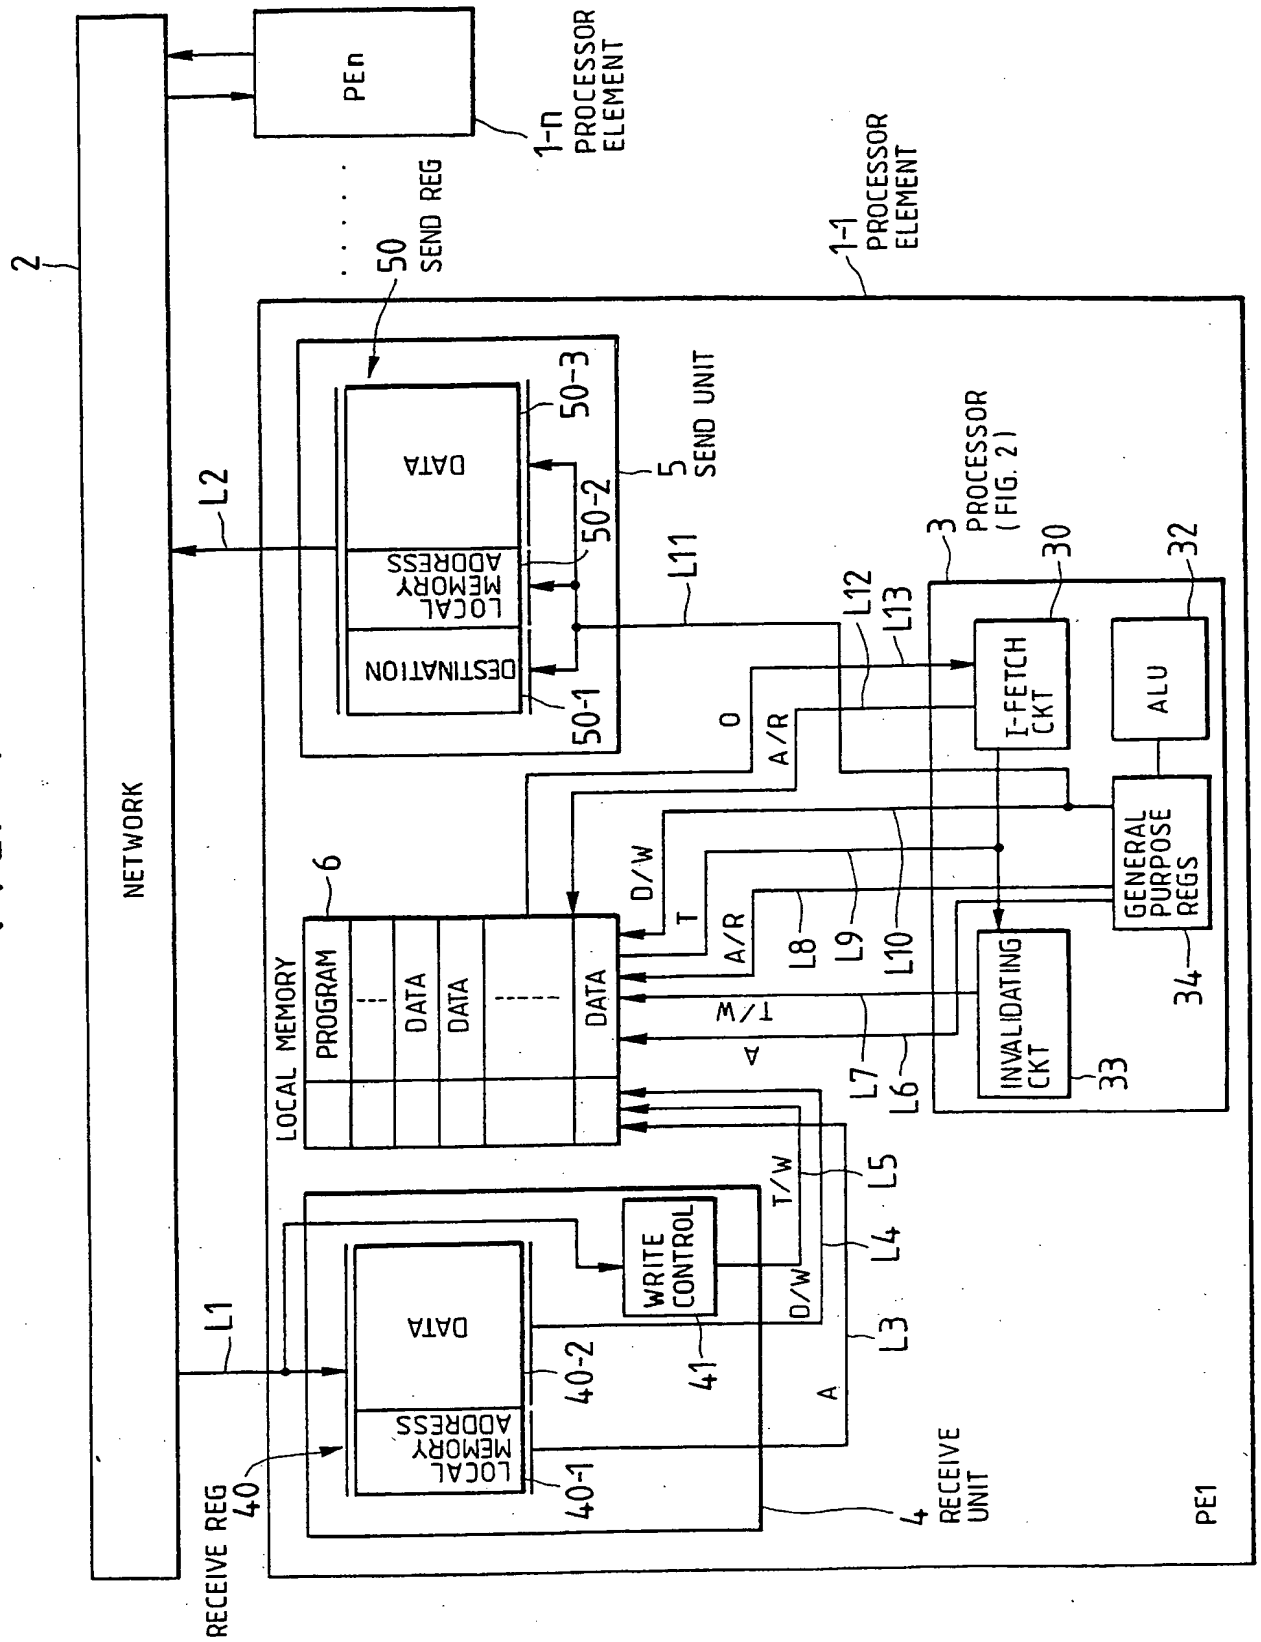 2
NETWORK
PEn
1-n
PROCESSOR
ELEMENT
. . . . .
L1
L2
RECEIVE REG
40
LOCAL
MEMORY
ADDRESS
DATA
40-1
40-2
WRITE
CONTROL
41
4
RECEIVE
UNIT
LOCAL MEMORY
6
PROGRAM
DATA
DATA
DATA
50
SEND REG
DESTINATION
LOCAL
MEMORY
ADDRESS
DATA
50-1
50-2
50-3
5
SEND UNIT
1-1
PROCESSOR
ELEMENT
A
D/W
T/W
L3
L4
L5
A
T/W
A/R
T
D/W
A/R
O
L6
L7
L8
L9
L10
L11
L12
L13
3
PROCESSOR
(FIG. 2)
INVALIDATING
CKT
33
I-FETCH
CKT
30
GENERAL
PURPOSE
REGS
34
ALU
32
PE1